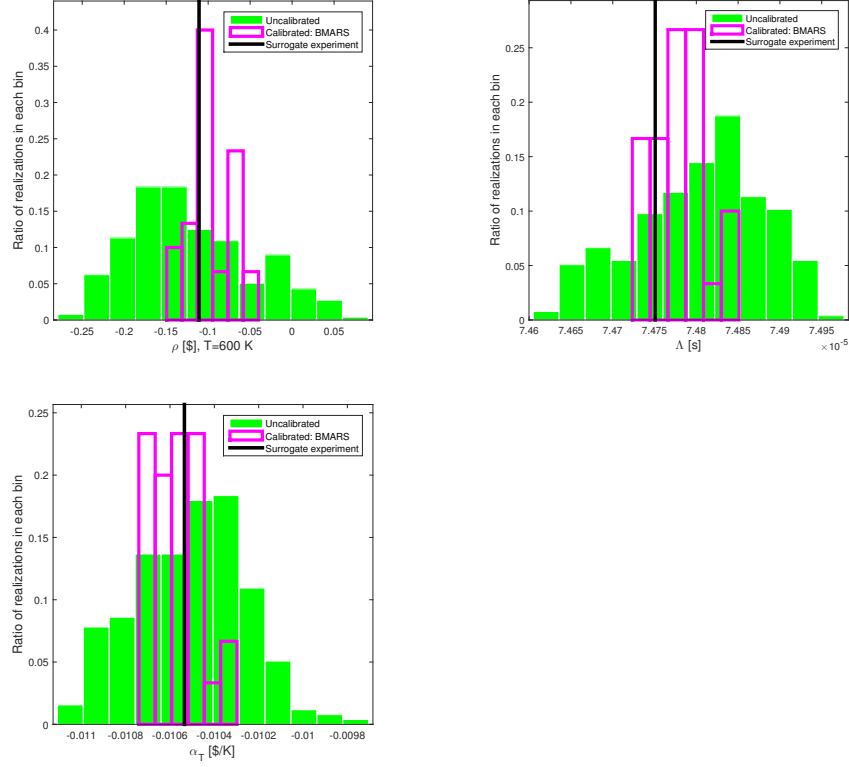 Uncalibrated
Calibrated: BMARS
Surrogate experiment
Ratio of realizations in each bin
0.4
0.35
0.3
0.25
0.2
0.15
0.1
0.05
0
-0.25 -0.2 -0.15 -0.1 -0.05 0 0.05
ρ [$], T=600 K
Uncalibrated
Calibrated: BMARS
Surrogate experiment
Ratio of realizations in each bin
0.25
0.2
0.15
0.1
0.05
0
7.46 7.465 7.47 7.475 7.48 7.485 7.49 7.495
Λ [s]
×10⁻⁵
Uncalibrated
Calibrated: BMARS
Surrogate experiment
Ratio of realizations in each bin
0.25
0.2
0.15
0.1
0.05
0
-0.011 -0.0108 -0.0106 -0.0104 -0.0102 -0.01 -0.0098
α_T [$/K]